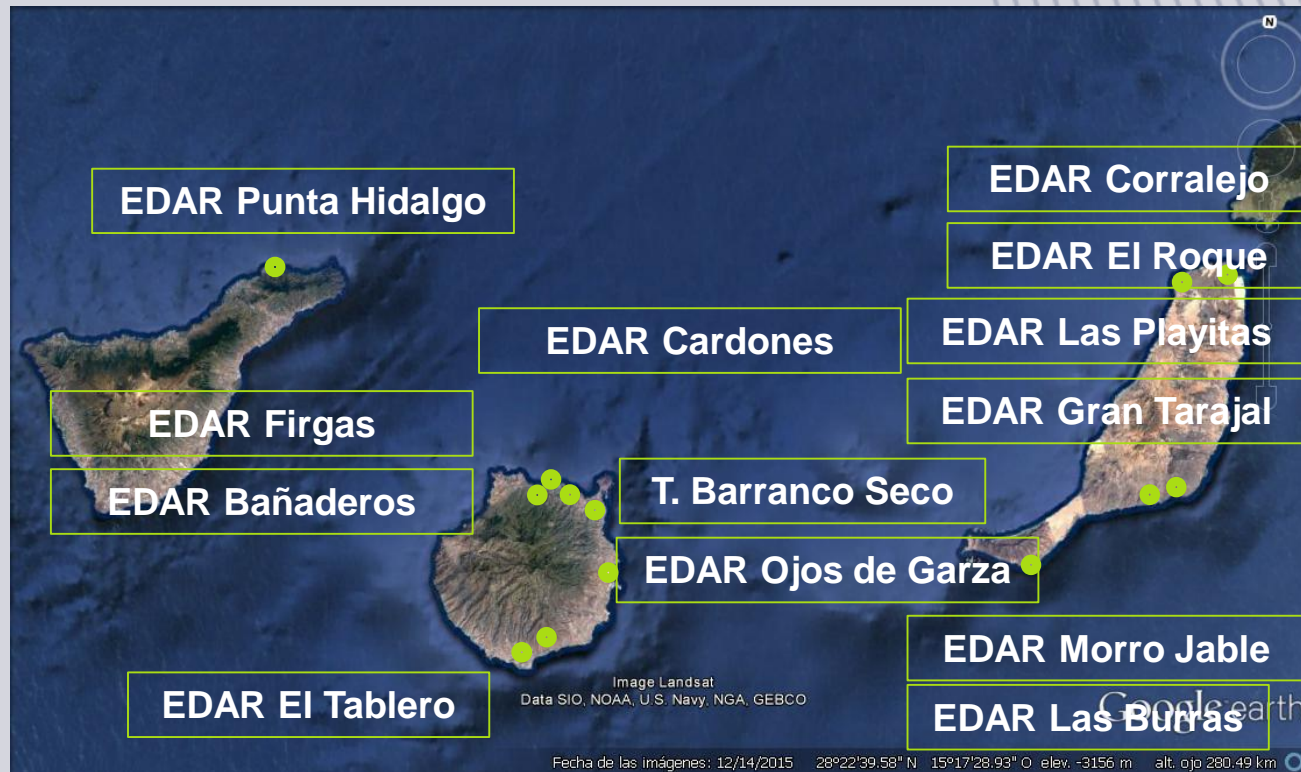 N
EDAR Punta Hidalgo
EDAR Corralejo
EDAR El Roque
EDAR Cardones
EDAR Las Playitas
EDAR Firgas
EDAR Gran Tarajal
EDAR Bañaderos
T. Barranco Seco
EDAR Ojos de Garza
EDAR Morro Jable
EDAR El Tablero
EDAR Las Burras
Image Landsat
Data SIO, NOAA, U.S. Navy, NGA, GEBCO
Google earth
Fecha de las imágenes: 12/14/2015 28°22'39.58" N 15°17'28.93" O elev. -3156 m alt. ojo 280.49 km